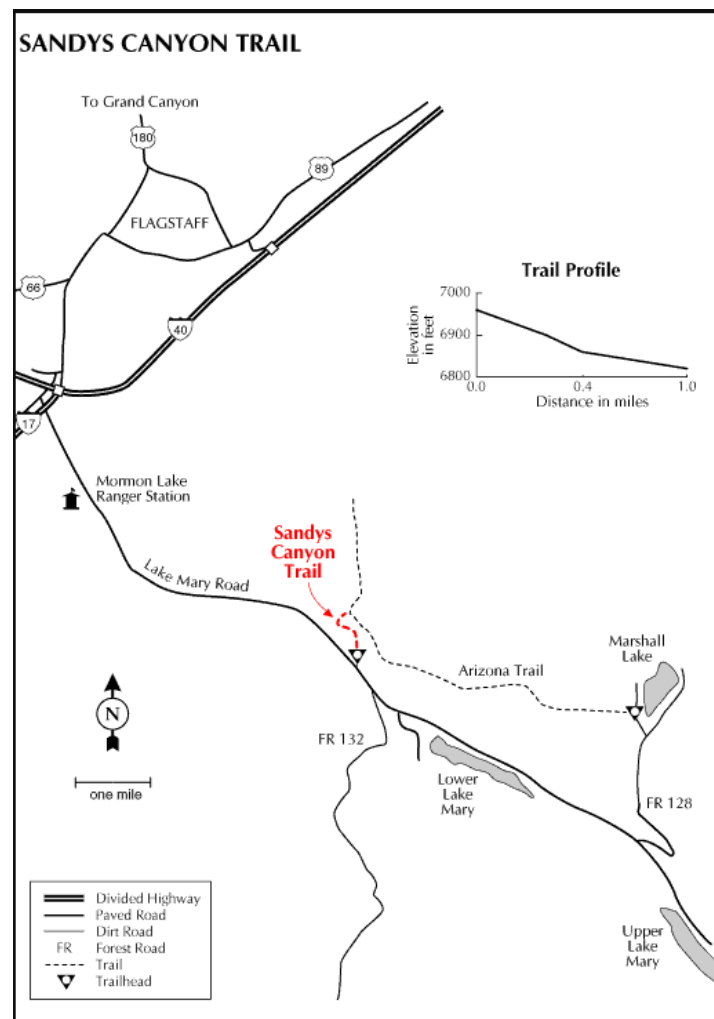 SANDYS CANYON TRAIL
To Grand Canyon
180
89
FLAGSTAFF
66
40
17
Trail Profile
Elevation
in feet
7000
6900
6800
0.0
0.4
1.0
Distance in miles
Mormon Lake
Ranger Station
Lake Mary Road
Sandys
Canyon
Trail
Arizona Trail
Marshall
Lake
N
one mile
FR 132
Lower
Lake
Mary
FR 128
Upper
Lake
Mary
Divided Highway
Paved Road
Dirt Road
FR Forest Road
Trail
Trailhead